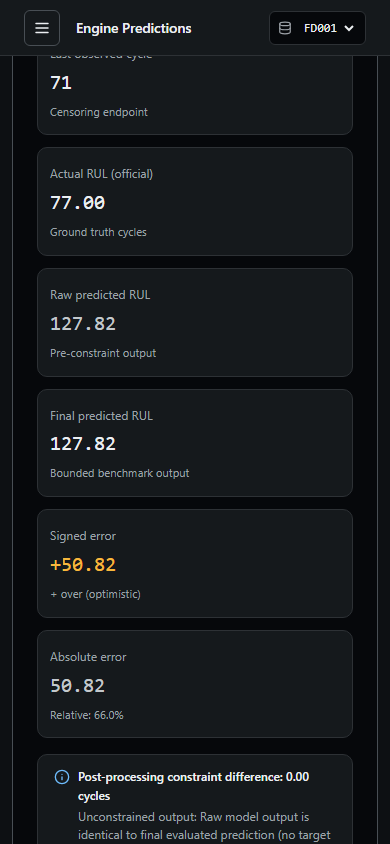 Engine Predictions
FD001
Last observed cycle
71
Censoring endpoint
Actual RUL (official)
77.00
Ground truth cycles
Raw predicted RUL
127.82
Pre-constraint output
Final predicted RUL
127.82
Bounded benchmark output
Signed error
+50.82
+ over (optimistic)
Absolute error
50.82
Relative: 66.0%
Post-processing constraint difference: 0.00
cycles
Unconstrained output: Raw model output is
identical to final evaluated prediction (no target